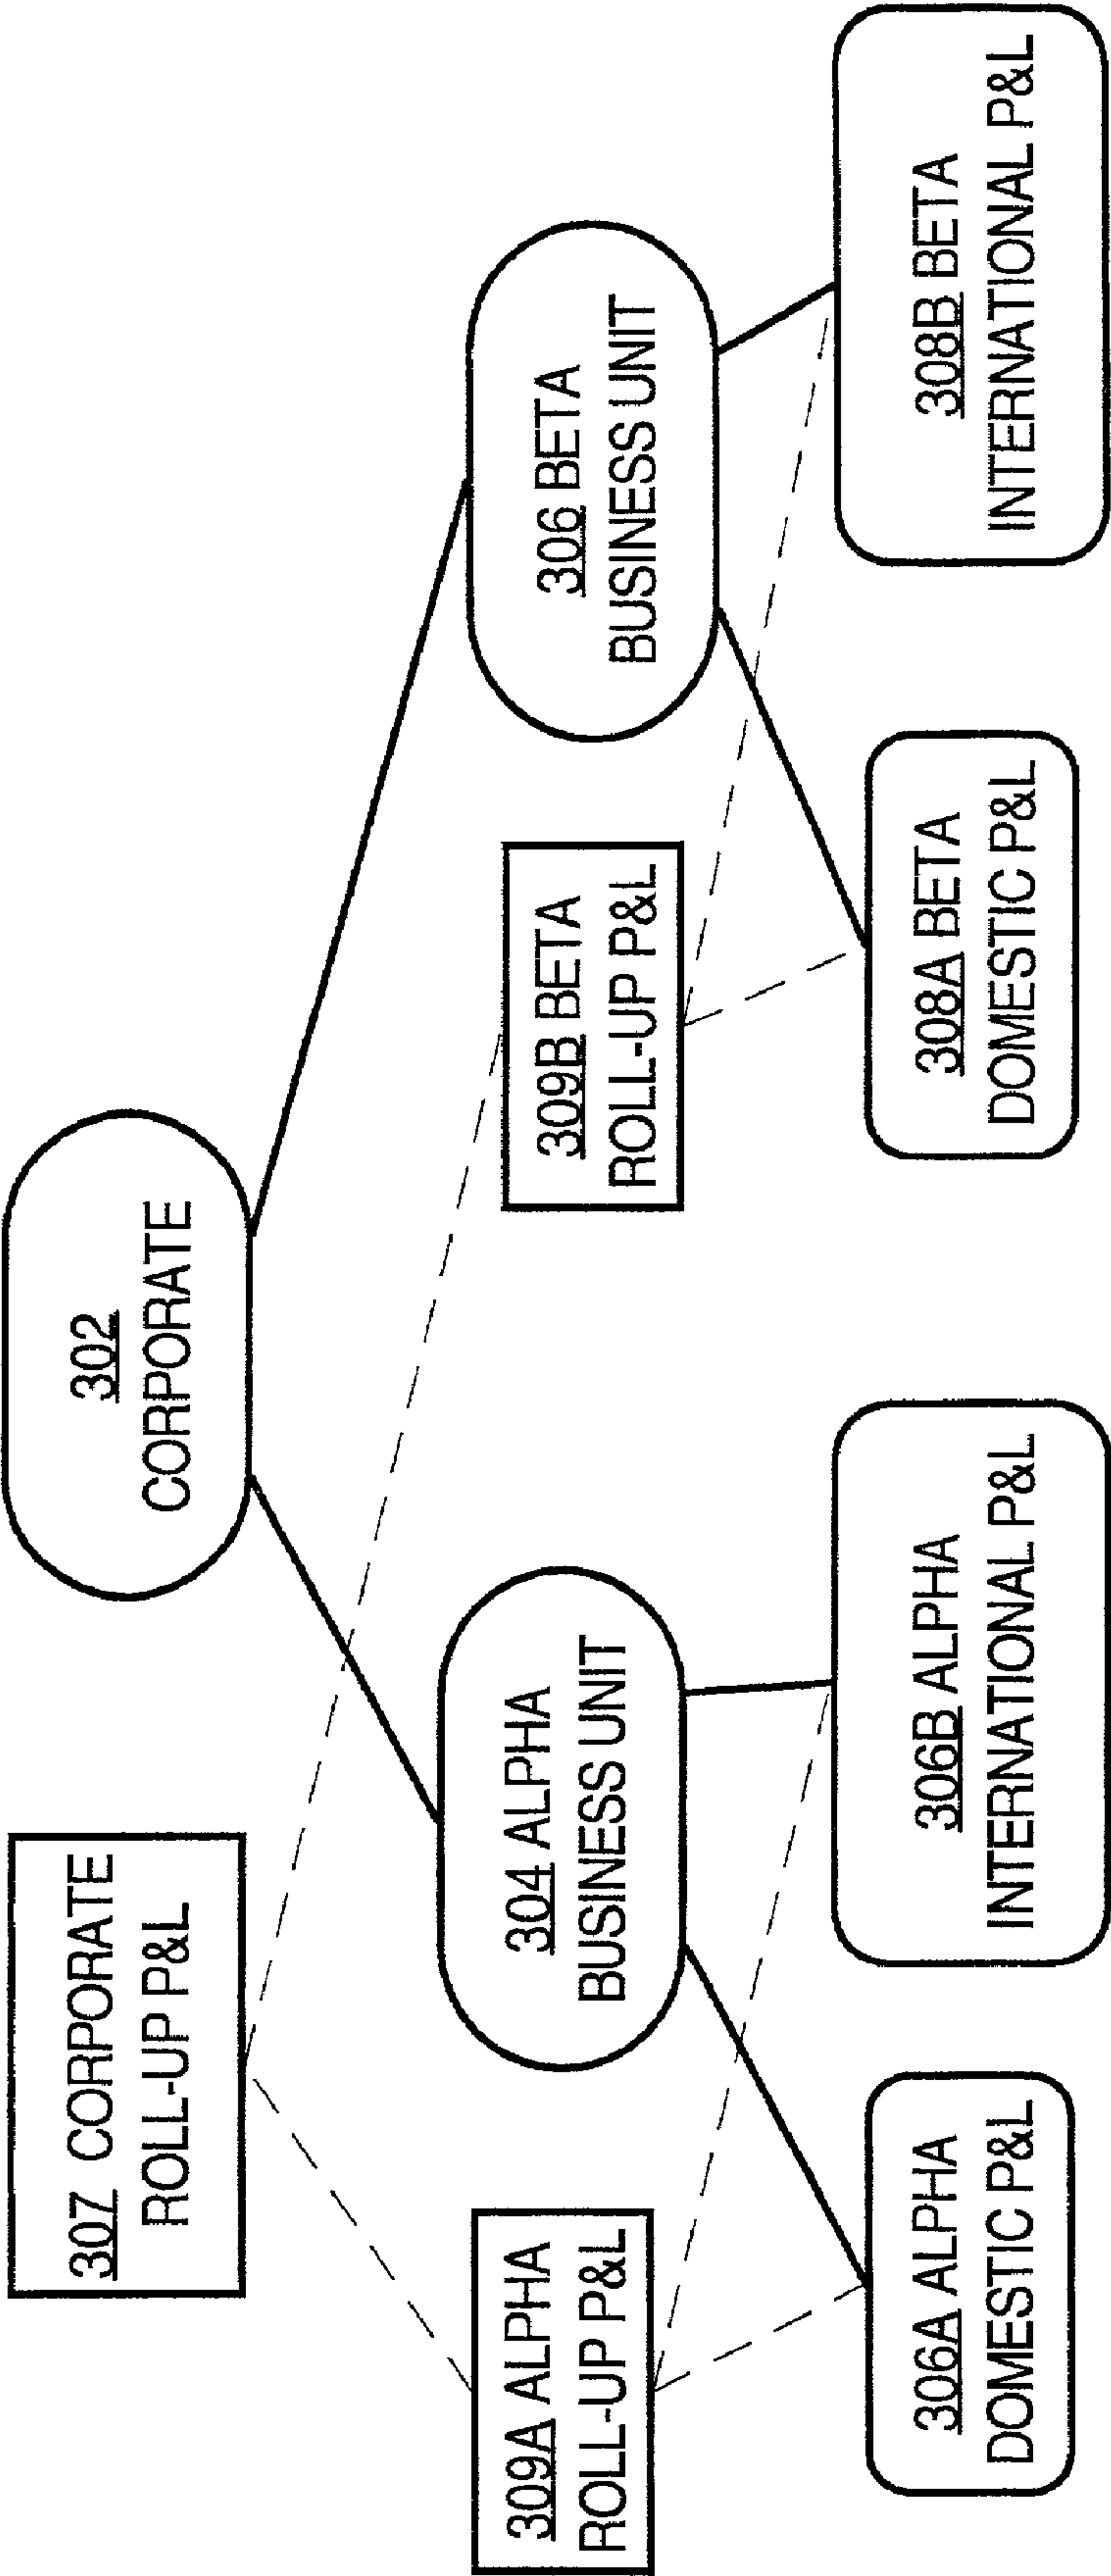 302
CORPORATE
307 CORPORATE
ROLL-UP P&L
304 ALPHA
BUSINESS UNIT
306 BETA
BUSINESS UNIT
309A ALPHA
ROLL-UP P&L
309B BETA
ROLL-UP P&L
306A ALPHA
DOMESTIC P&L
306B ALPHA
INTERNATIONAL P&L
308A BETA
DOMESTIC P&L
308B BETA
INTERNATIONAL P&L